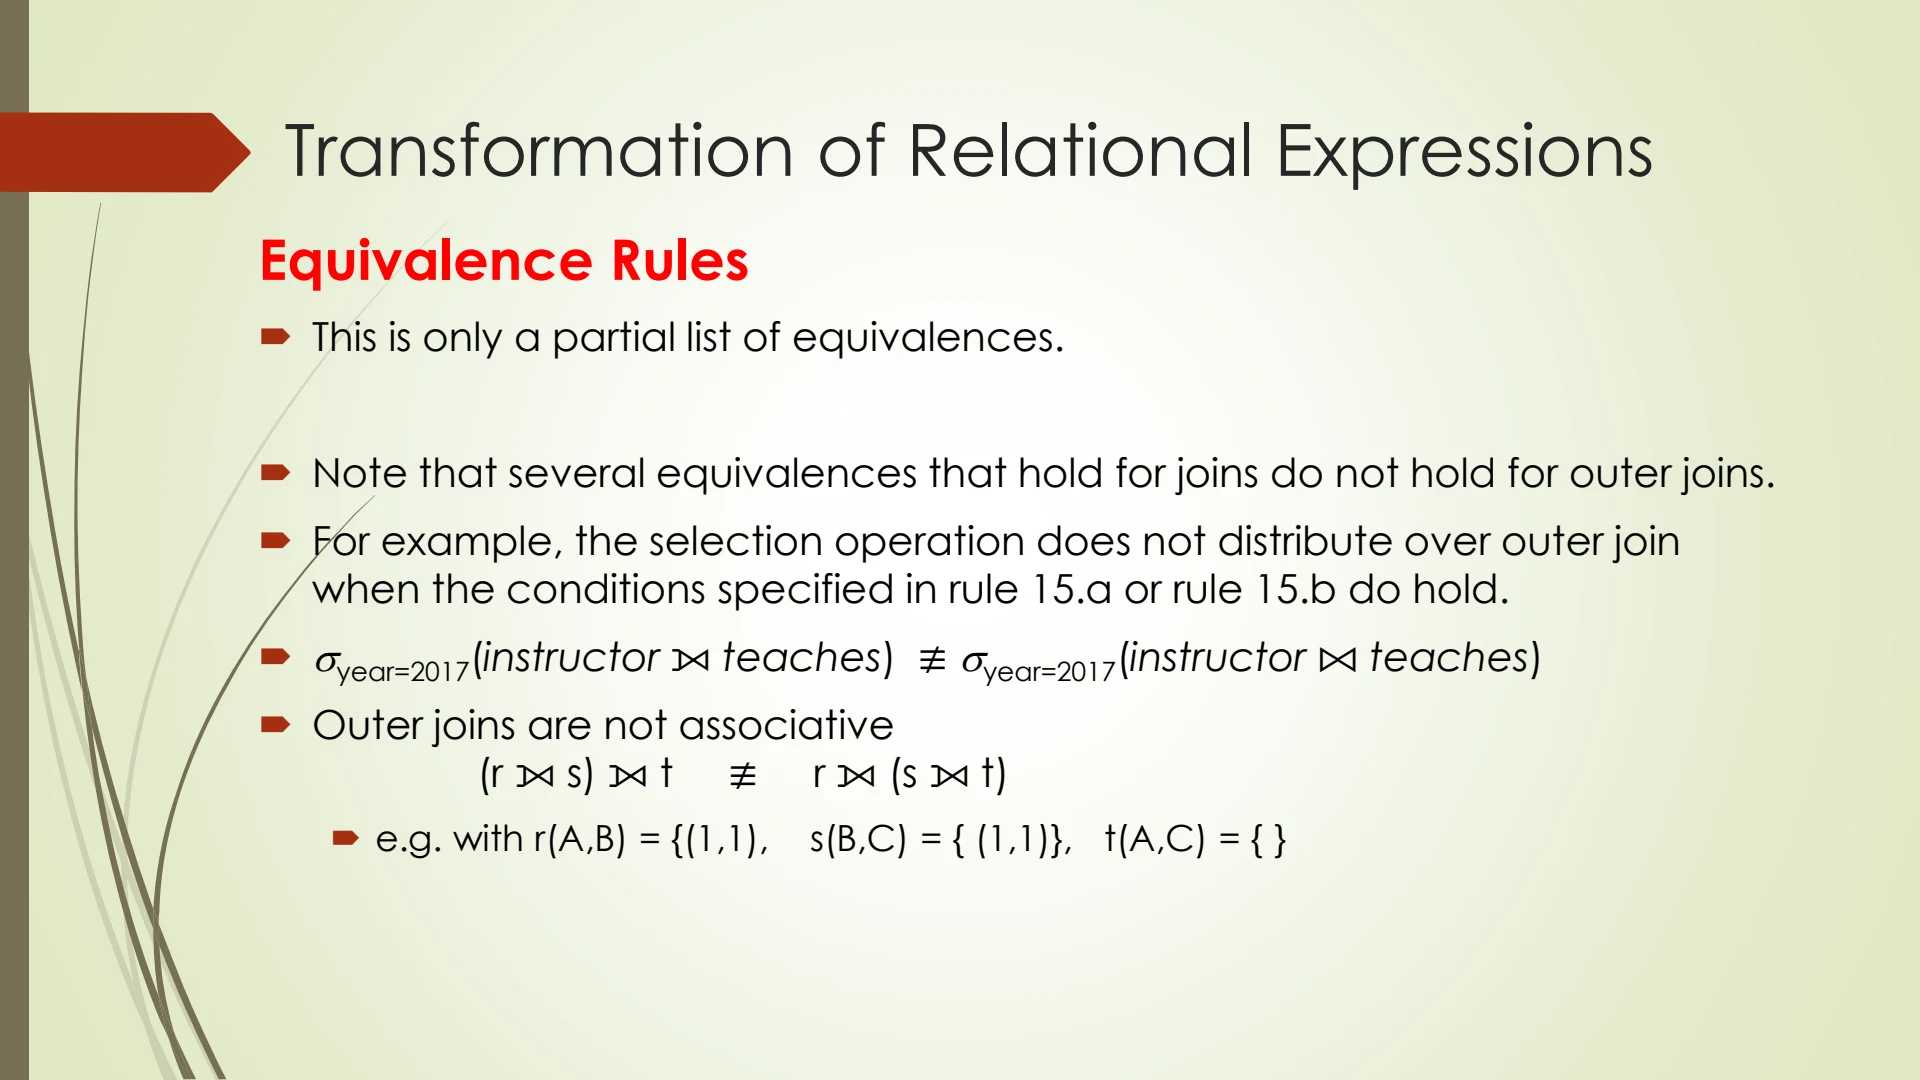 Transformation of Relational Expressions
Equivalence Rules
This is only a partial list of equivalences.
Note that several equivalences that hold for joins do not hold for outer joins.
For example, the selection operation does not distribute over outer join
when the conditions specified in rule 15.a or rule 15.b do hold.
σyear=2017(instructor ⟕ teaches) ≢ σyear=2017(instructor ⋈ teaches)
Outer joins are not associative
(r ⟕ s) ⟕ t ≢ r ⟕ (s ⟕ t)
e.g. with r(A,B) = {(1,1), s(B,C) = { (1,1)}, t(A,C) = { }